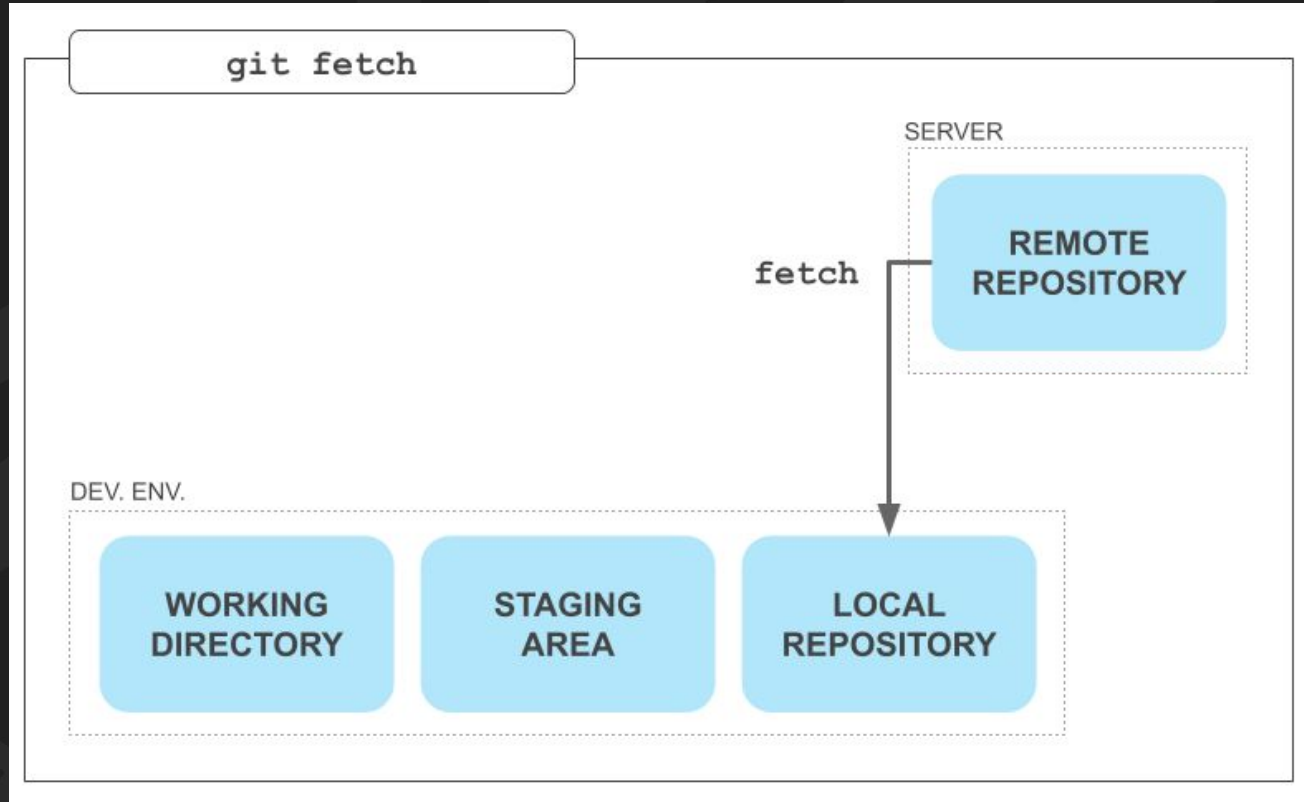 git fetch
SERVER
REMOTE
REPOSITORY
fetch
DEV. ENV.
WORKING
DIRECTORY
STAGING
AREA
LOCAL
REPOSITORY